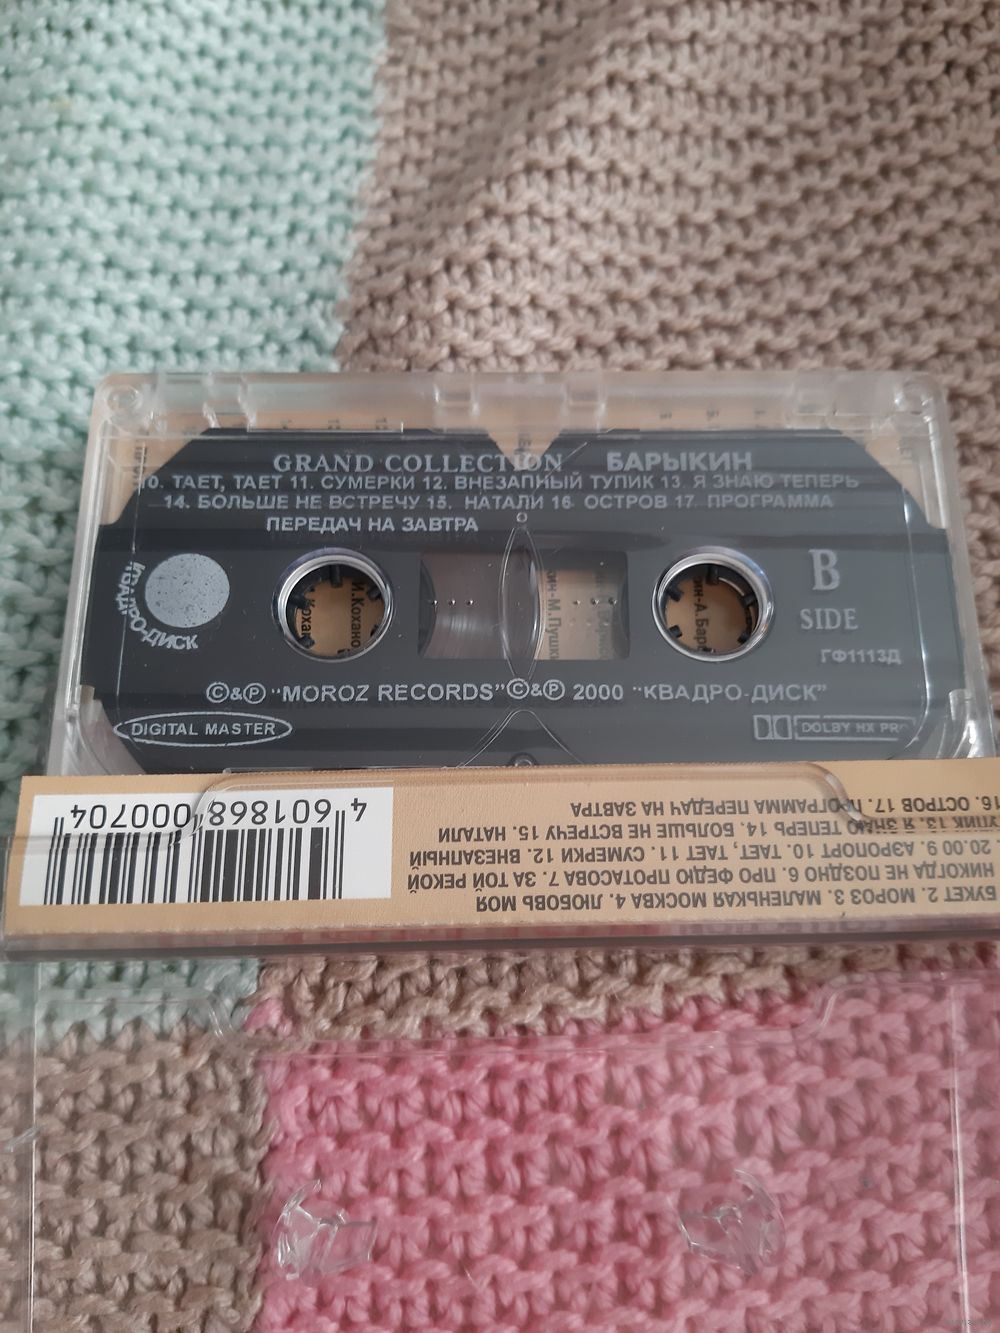 GRAND COLLECTION БАРЫКИН
10. ТАЕТ, ТАЕТ 11. СУМЕРКИ 12. ВНЕЗАПНЫЙ ТУПИК 13. Я ЗНАЮ ТЕПЕРЬ
14. БОЛЬШЕ НЕ ВСТРЕЧУ 15. НАТАЛИ 16. ОСТРОВ 17. ПРОГРАММА
ПЕРЕДАЧ НА ЗАВТРА
КВАДРО-ДИСК
B
SIDE
ГФ1113Д
©&℗ "MOROZ RECORDS" ©&℗ 2000 "КВАДРО-ДИСК"
DIGITAL MASTER
DOLBY HX PRO
БУКЕТ 2. МОРОЗ 3. МАЛЕНЬКАЯ МОСКВА 4. ЛЮБОВЬ МОЯ
НИКОГДА НЕ ПОЗДНО 6. ПРО ФЕДЮ ПРОТАСОВА 7. ЗА ТОЙ РЕКОЙ
20.00 9. АЭРОПОРТ 10. ТАЕТ, ТАЕТ 11. СУМЕРКИ 12. ВНЕЗАПНЫЙ
ТУПИК 13. Я ЗНАЮ ТЕПЕРЬ 14. БОЛЬШЕ НЕ ВСТРЕЧУ 15. НАТАЛИ
16. ОСТРОВ 17. ПРОГРАММА ПЕРЕДАЧ НА ЗАВТРА
4 601868 000704